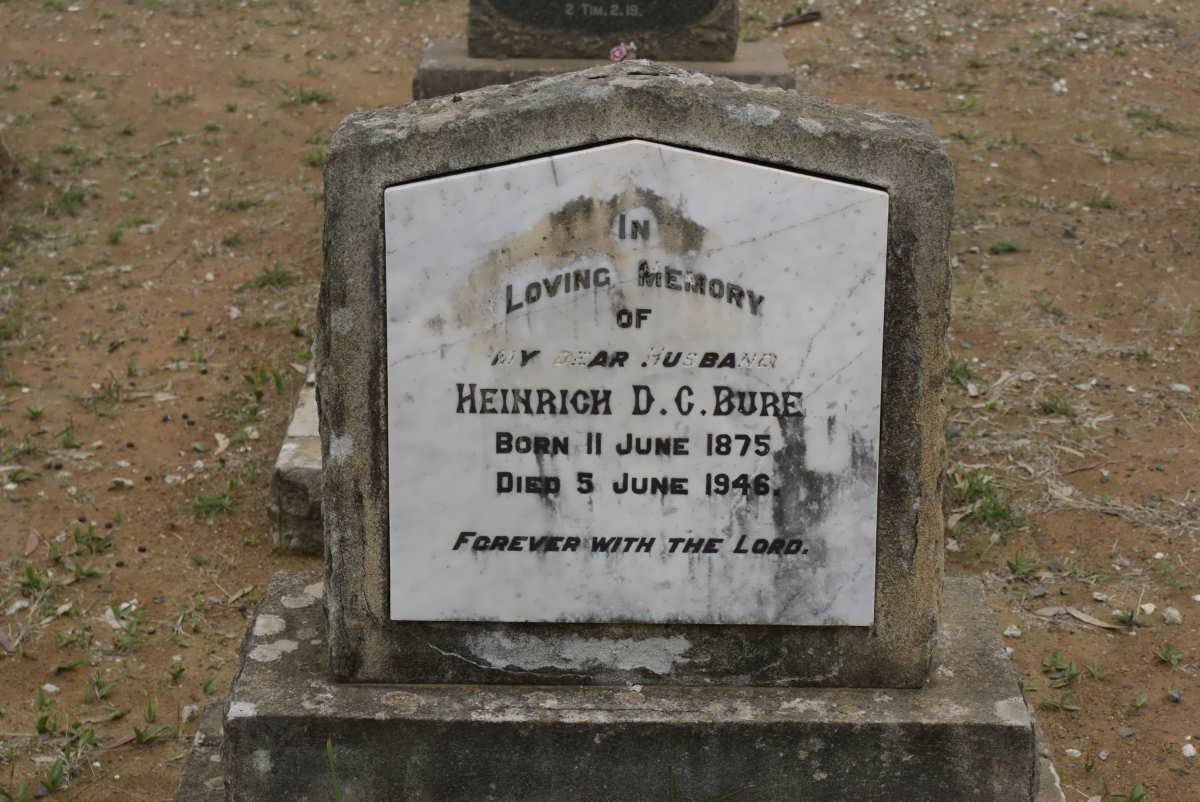 2 TIM. 2.19.
IN
LOVING MEMORY
OF
MY DEAR HUSBAND
HEINRICH D. C. BURE
BORN 11 JUNE 1875.
DIED 5 JUNE 1946.
FOREVER WITH THE LORD.